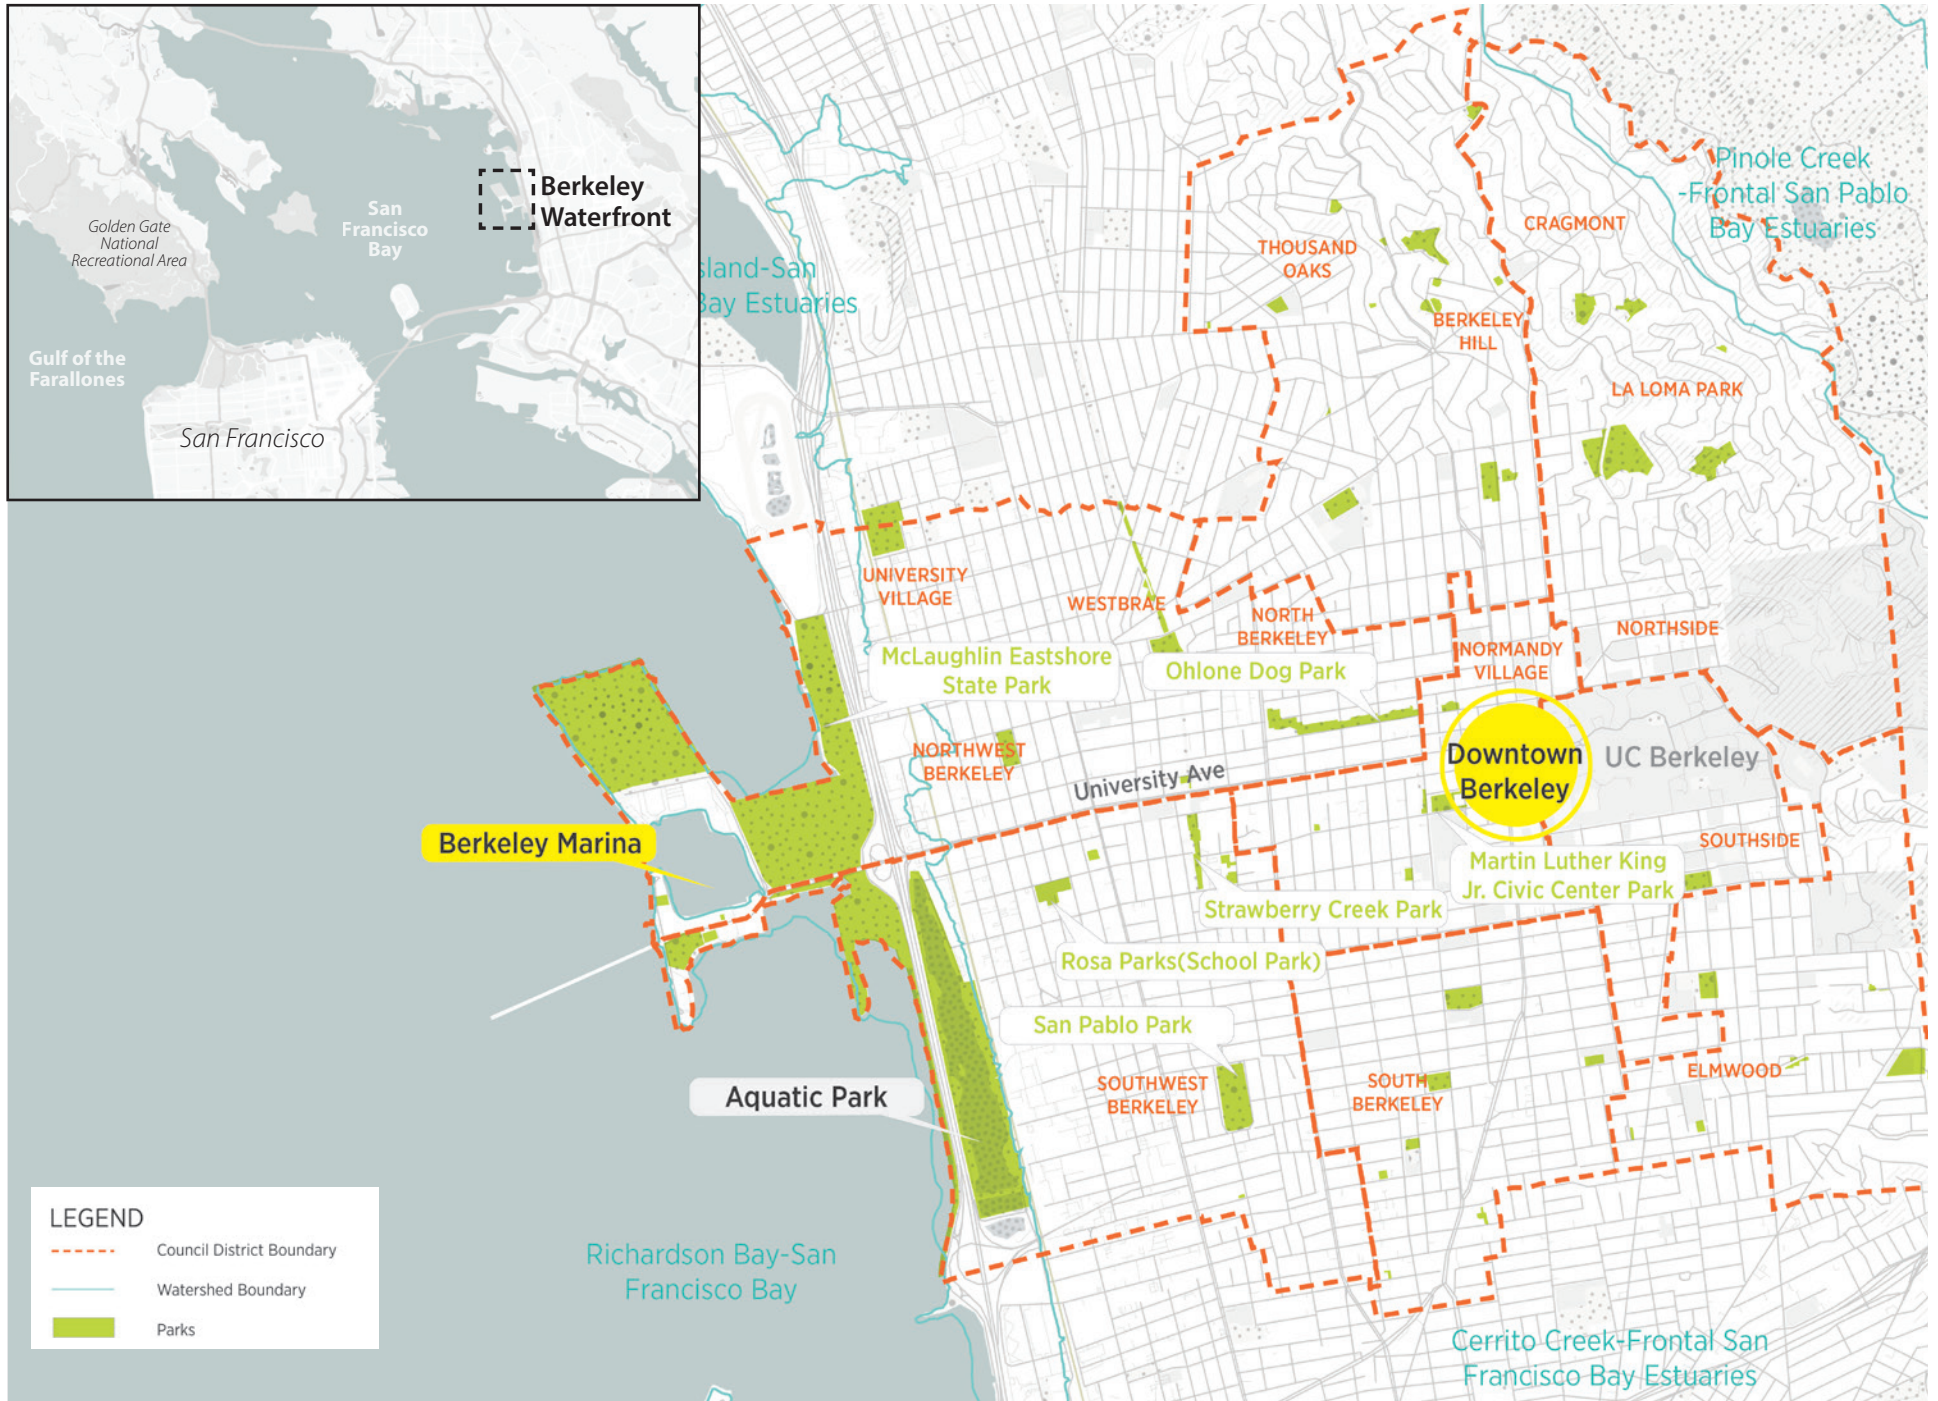 Golden Gate
National
Recreational Area
San
Francisco
Bay
Berkeley
Waterfront
Gulf of the
Farallones
San Francisco
sland-San
Bay Estuaries
Pinole Creek
-Frontal San Pablo
Bay Estuaries
THOUSAND
OAKS
CRAGMONT
BERKELEY
HILL
LA LOMA PARK
UNIVERSITY
VILLAGE
WESTBRAE
NORTH
BERKELEY
NORTHSIDE
NORMANDY
VILLAGE
McLaughlin Eastshore
State Park
Ohlone Dog Park
NORTHWEST
BERKELEY
University Ave
Downtown
Berkeley
UC Berkeley
Berkeley Marina
SOUTHSIDE
Martin Luther King
Jr. Civic Center Park
Strawberry Creek Park
Rosa Parks(School Park)
San Pablo Park
Aquatic Park
SOUTHWEST
BERKELEY
SOUTH
BERKELEY
ELMWOOD
Richardson Bay-San
Francisco Bay
Cerrito Creek-Frontal San
Francisco Bay Estuaries
LEGEND
Council District Boundary
Watershed Boundary
Parks